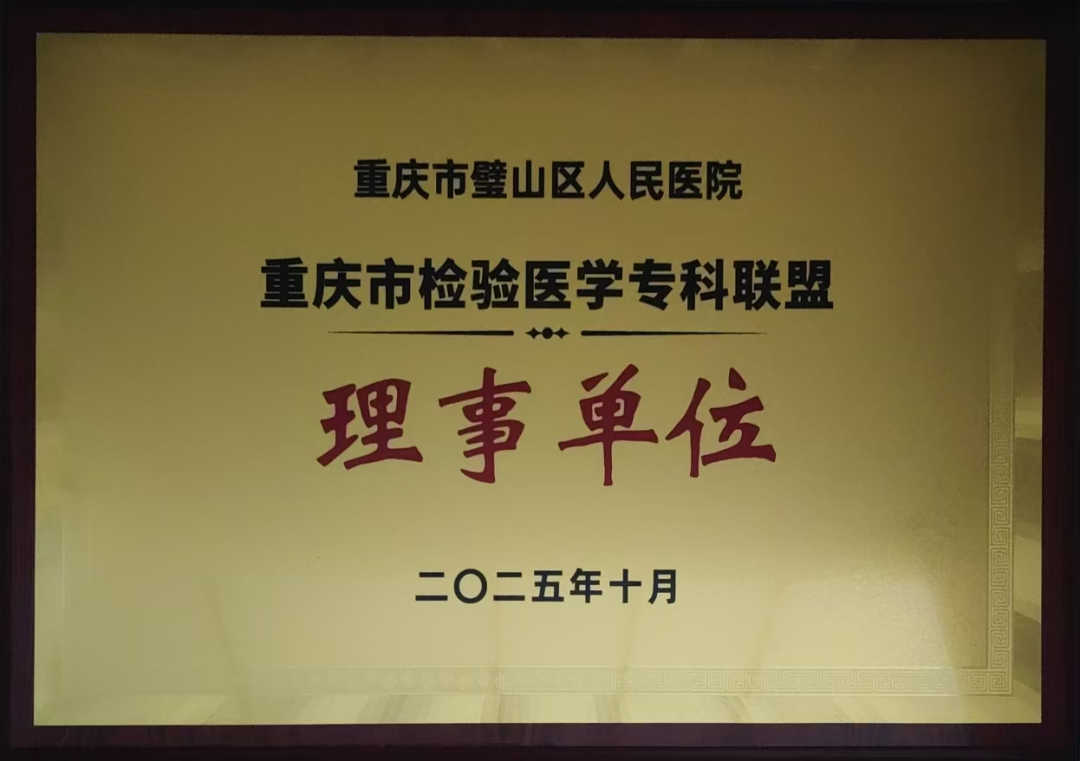 重庆市璧山区人民医院
重庆市检验医学专科联盟
理事单位
二〇二五年十月